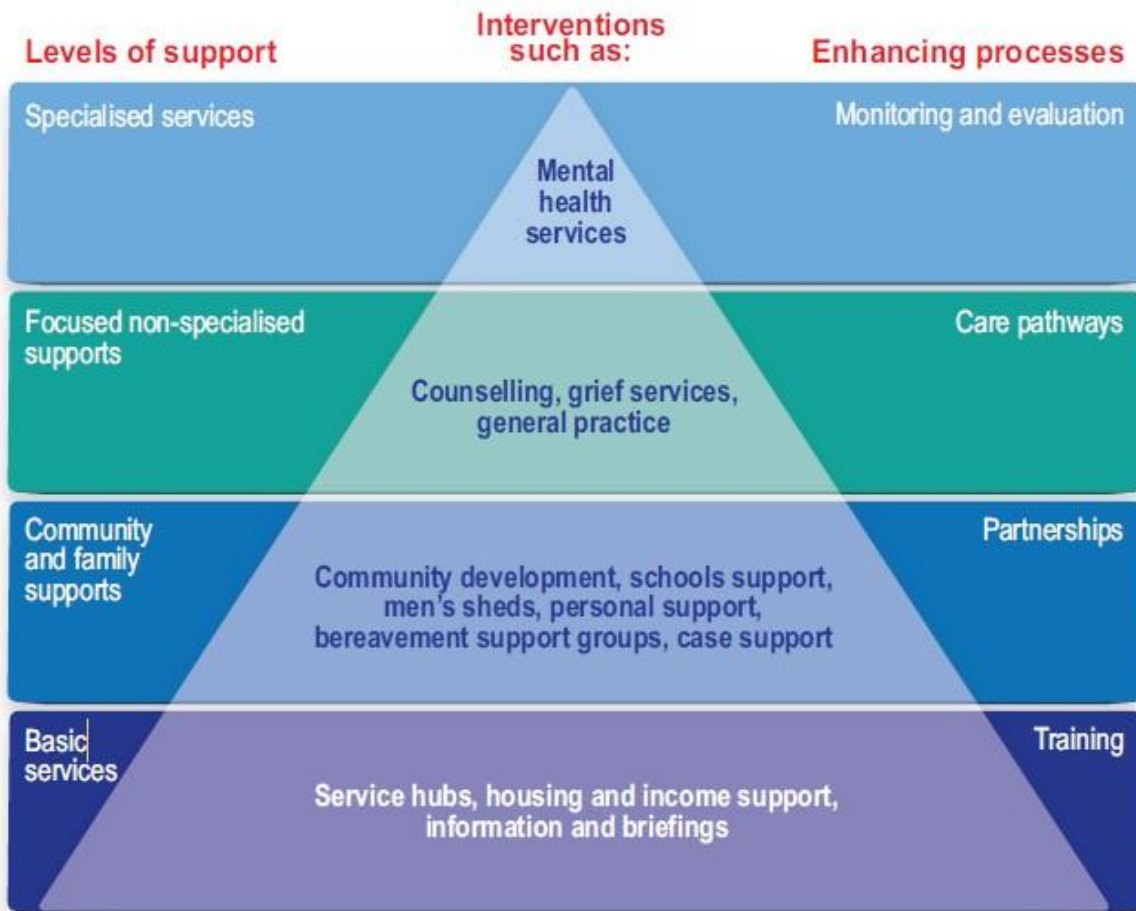 Levels of support
Interventions
such as:
Enhancing processes
Specialised services
Mental
health
services
Monitoring and evaluation
Focused non-specialised
supports
Counselling, grief services,
general practice
Care pathways
Community
and family
supports
Community development, schools support,
men's sheds, personal support,
bereavement support groups, case support
Partnerships
Basic
services
Service hubs, housing and income support,
information and briefings
Training